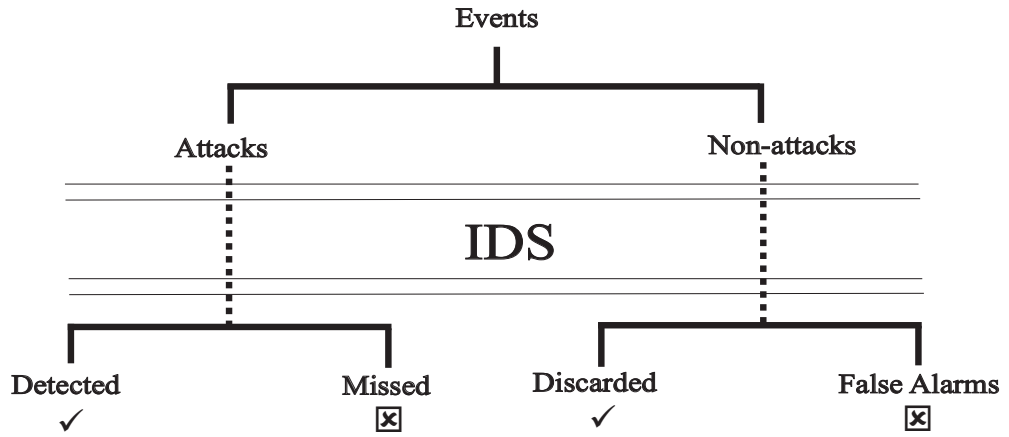 Events
Attacks
Non-attacks
IDS
Detected
Missed
Discarded
False Alarms